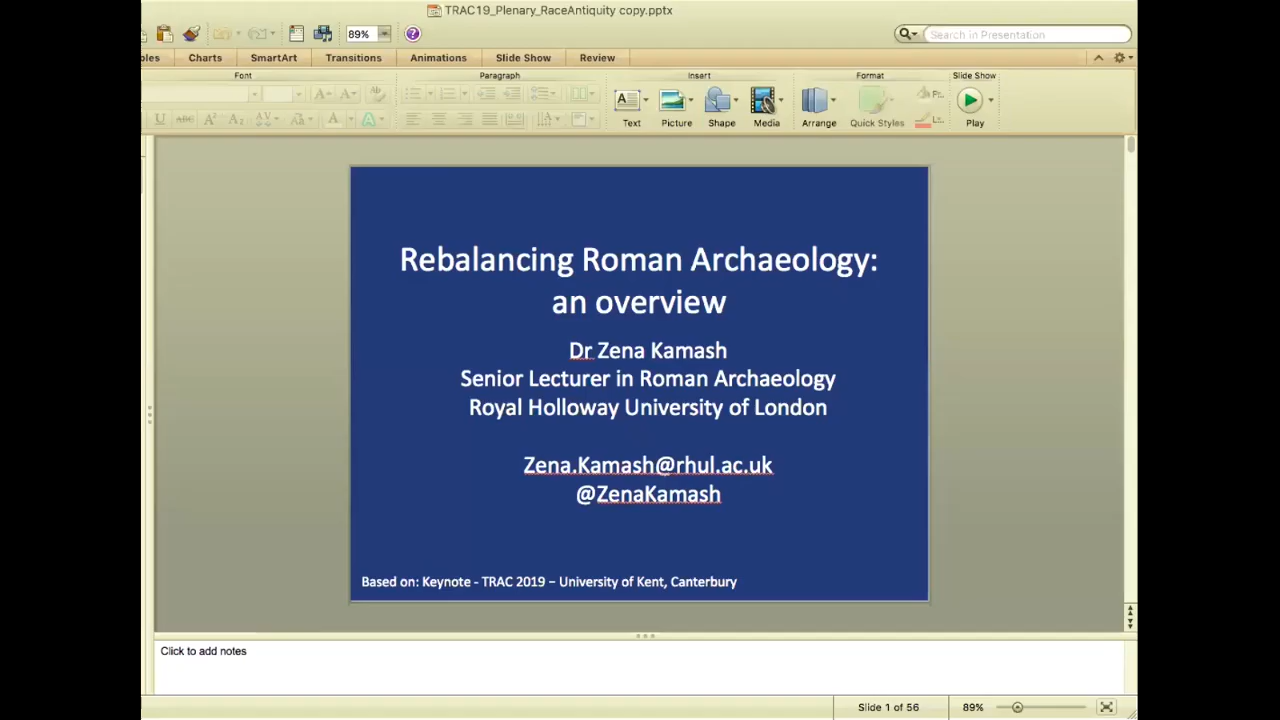 TRAC19_Plenary_RaceAntiquity copy.pptx
89%
Search in Presentation
bles Charts SmartArt Transitions Animations Slide Show Review
Font Paragraph Insert Format Slide Show
Text Picture Shape Media Arrange Quick Styles Play
Rebalancing Roman Archaeology:
an overview
Dr Zena Kamash
Senior Lecturer in Roman Archaeology
Royal Holloway University of London
Zena.Kamash@rhul.ac.uk
@ZenaKamash
Based on: Keynote - TRAC 2019 – University of Kent, Canterbury
Click to add notes
Slide 1 of 56 89%